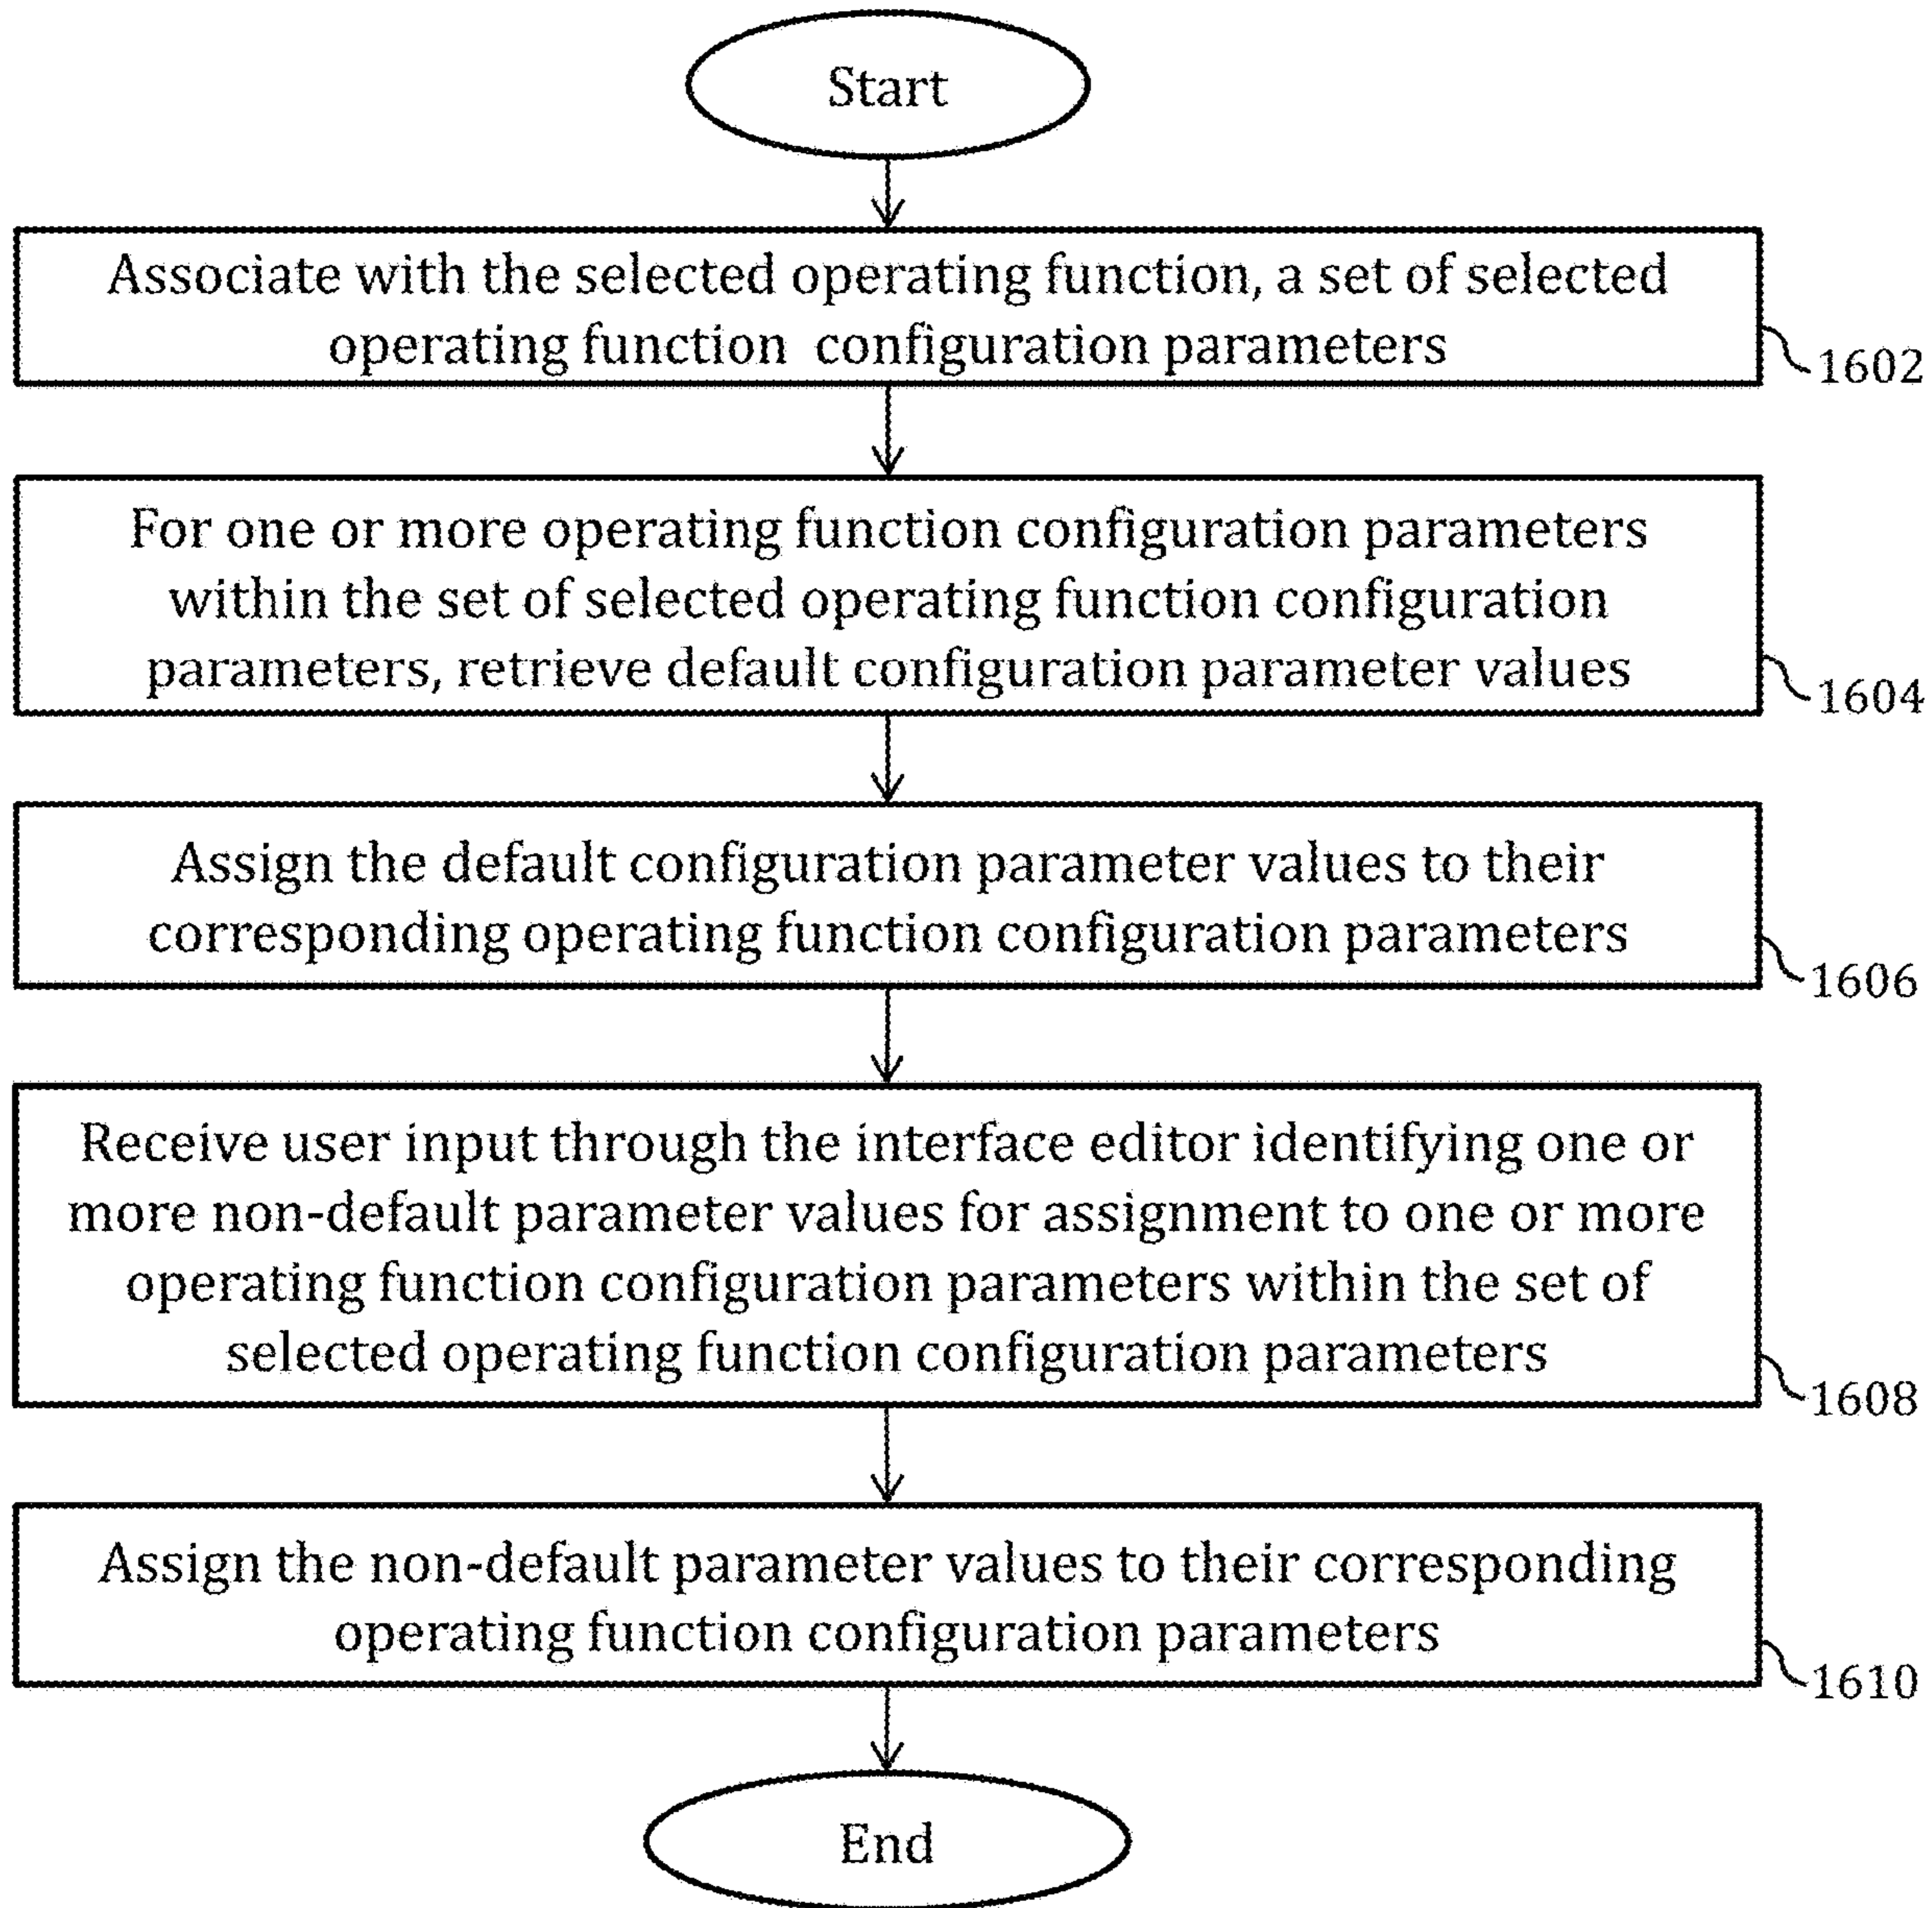 Start
Associate with the selected operating function, a set of selected
operating function configuration parameters
1602
For one or more operating function configuration parameters
within the set of selected operating function configuration
parameters, retrieve default configuration parameter values
1604
Assign the default configuration parameter values to their
corresponding operating function configuration parameters
1606
Receive user input through the interface editor identifying one or
more non-default parameter values for assignment to one or more
operating function configuration parameters within the set of
selected operating function configuration parameters
1608
Assign the non-default parameter values to their corresponding
operating function configuration parameters
1610
End